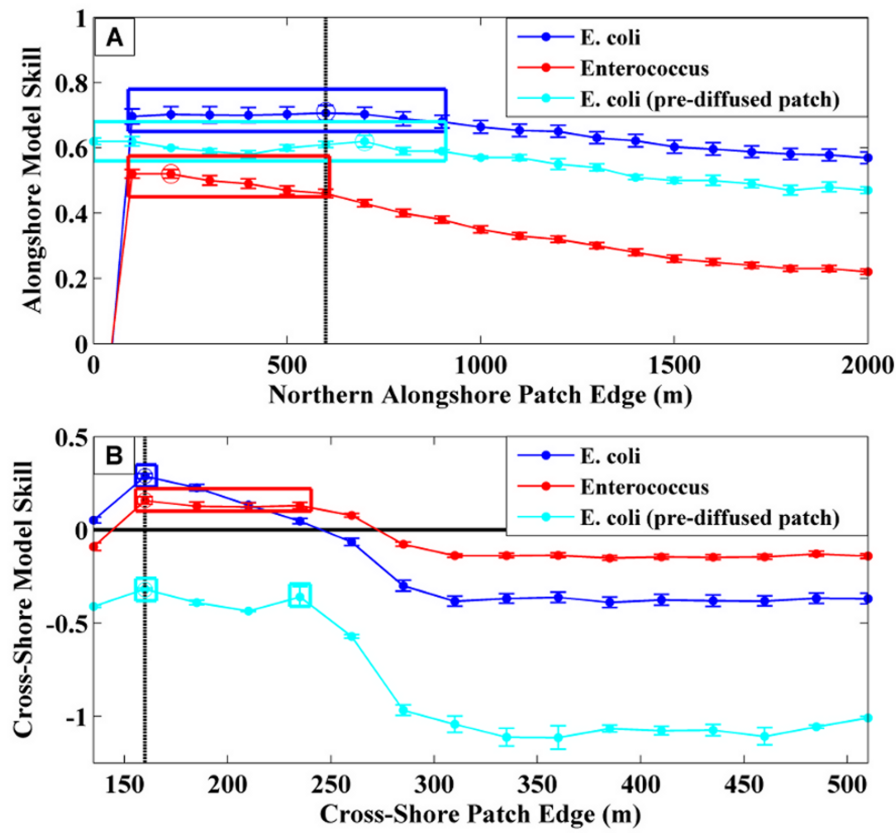 A
E. coli
Enterococcus
E. coli (pre-diffused patch)
1
0.8
0.6
0.4
0.2
0
Alongshore Model Skill
0 500 1000 1500 2000
Northern Alongshore Patch Edge (m)
B
E. coli
Enterococcus
E. coli (pre-diffused patch)
0.5
0
-0.5
-1
Cross-Shore Model Skill
150 200 250 300 350 400 450 500
Cross-Shore Patch Edge (m)